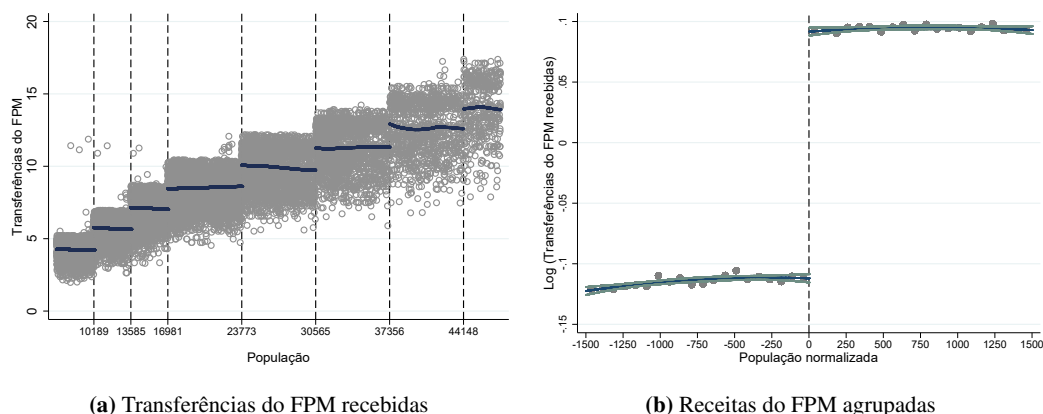 20
15
10
5
0
Transferências do FPM
10189 13585 16981 23773 30565 37356 44148
População
(a) Transferências do FPM recebidas
.1
.05
0
-.05
-.1
-.15
Log (Transferências do FPM recebidas)
-1500 -1250 -1000 -750 -500 -250 0 250 500 750 1000 1250 1500
População normalizada
(b) Receitas do FPM agrupadas